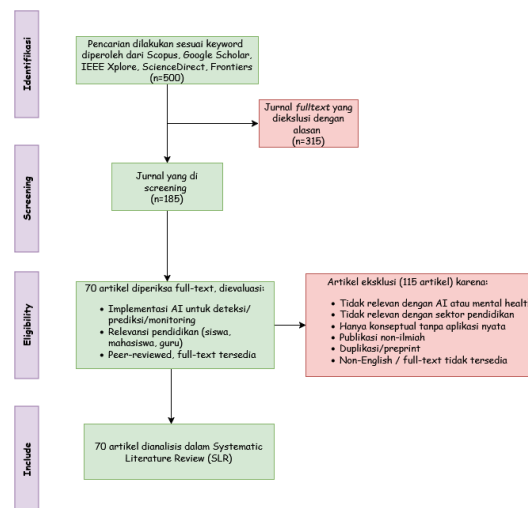 Identifikasi
Pencarian dilakukan sesuai keyword
diperoleh dari Scopus, Google Scholar,
IEEE Xplore, ScienceDirect, Frontiers
(n=500)
Jurnal fulltext yang
diekslusi dengan
alasan
(n=315)
Screening
Jurnal yang di
screening
(n=185)
Eligibility
70 artikel diperiksa full-text, dievaluasi:
• Implementasi AI untuk deteksi/
prediksi/monitoring
• Relevansi pendidikan (siswa,
mahasiswa, guru)
• Peer-reviewed, full-text tersedia
Artikel eksklusi (115 artikel) karena:
• Tidak relevan dengan AI atau mental healt
• Tidak relevan dengan sektor pendidikan
• Hanya konseptual tanpa aplikasi nyata
• Publikasi non-ilmiah
• Duplikasi/preprint
• Non-English / full-text tidak tersedia
Include
70 artikel dianalisis dalam Systematic
Literature Review (SLR)